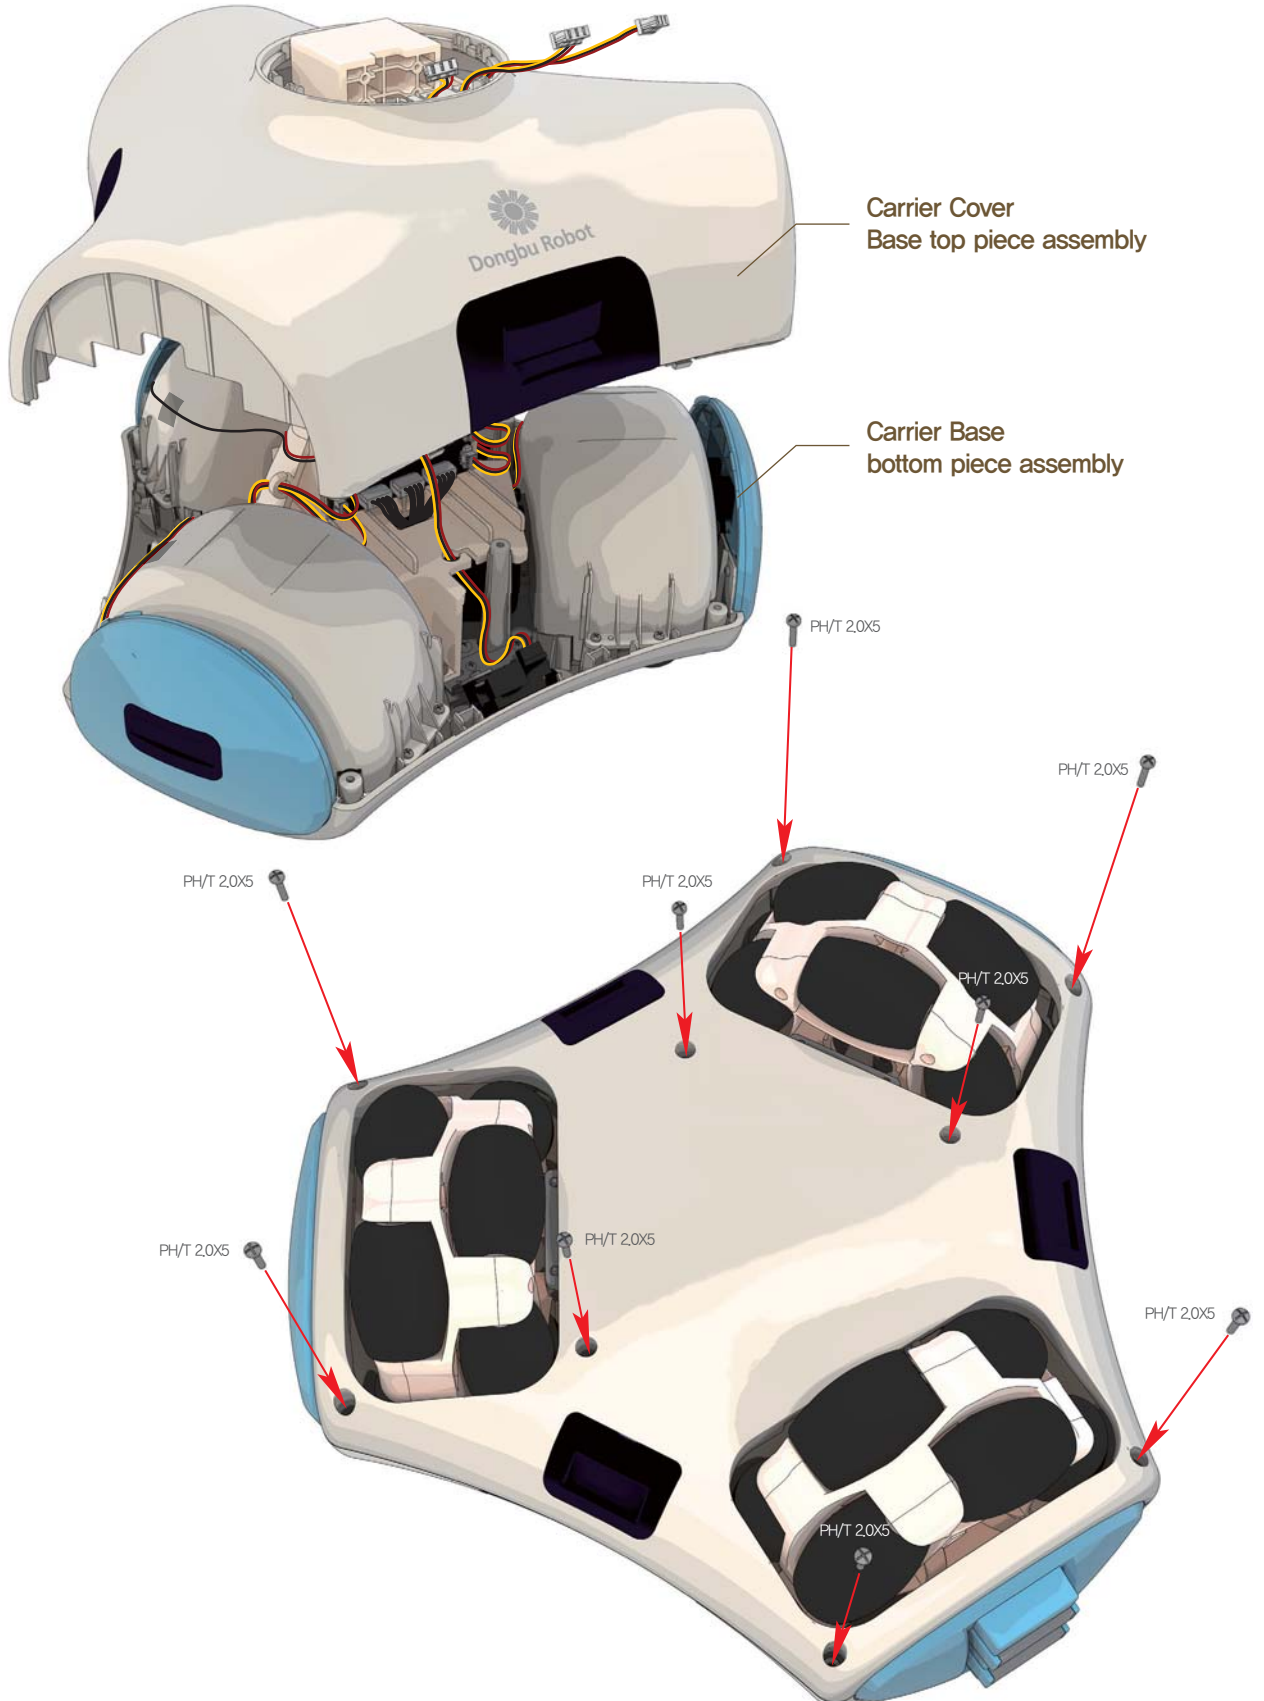 Dongbu Robot
Carrier Cover
Base top piece assembly
Carrier Base
bottom piece assembly
PH/T 2.0X5
PH/T 2.0X5
PH/T 2.0X5
PH/T 2.0X5
PH/T 2.0X5
PH/T 2.0X5
PH/T 2.0X5
PH/T 2.0X5
PH/T 2.0X5